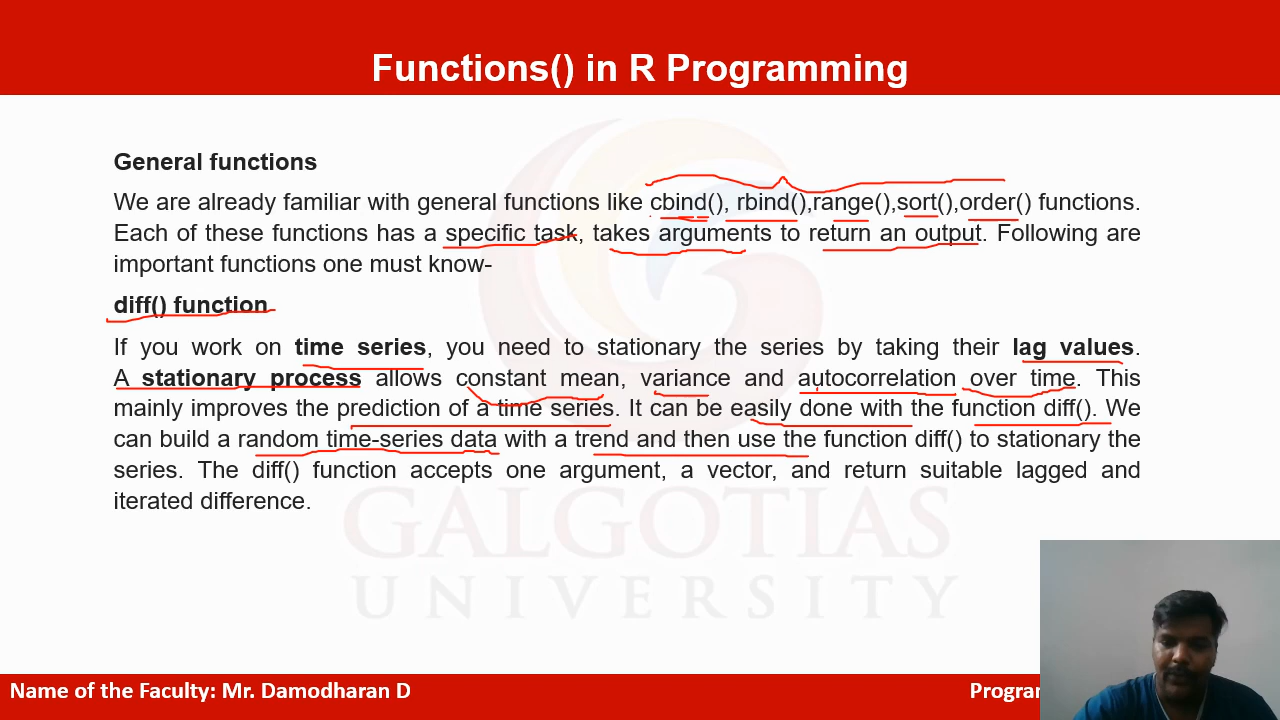 Functions() in R Programming
General functions
We are already familiar with general functions like cbind(), rbind(),range(),sort(),order() functions.
Each of these functions has a specific task, takes arguments to return an output. Following are
important functions one must know-
diff() function
If you work on time series, you need to stationary the series by taking their lag values.
A stationary process allows constant mean, variance and autocorrelation over time. This
mainly improves the prediction of a time series. It can be easily done with the function diff(). We
can build a random time-series data with a trend and then use the function diff() to stationary the
series. The diff() function accepts one argument, a vector, and return suitable lagged and
iterated difference.
GALGOTIAS
UNIVERSITY
Name of the Faculty: Mr. Damodharan D